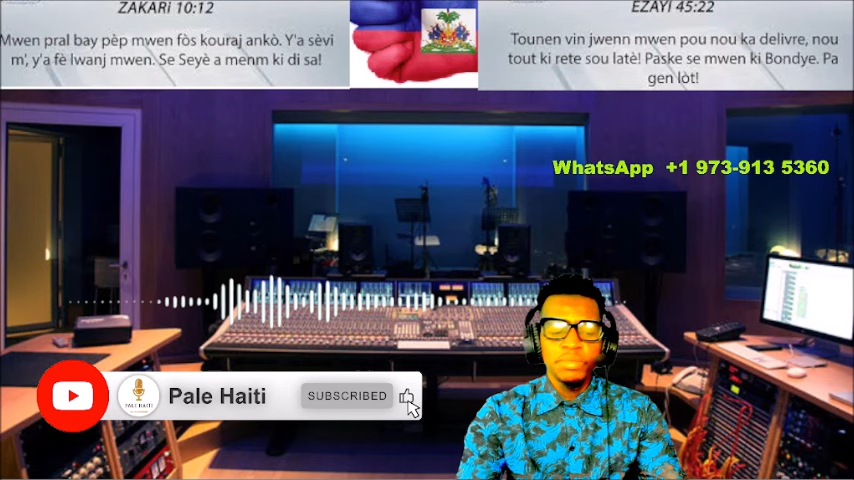 ZAKARi 10:12
Mwen pral bay pèp mwen fòs kouraj ankò. Y'a sèvi
m', y'a fè lwanj mwen. Se Seyè a menm ki di sa!
EZAYI 45:22
Tounen vin jwenn mwen pou nou ka delivre, nou
tout ki rete sou latè! Paske se mwen ki Bondye. Pa
gen lòt!
WhatsApp +1 973-913 5360
PALE HAITI
Pale Haiti
SUBSCRIBED